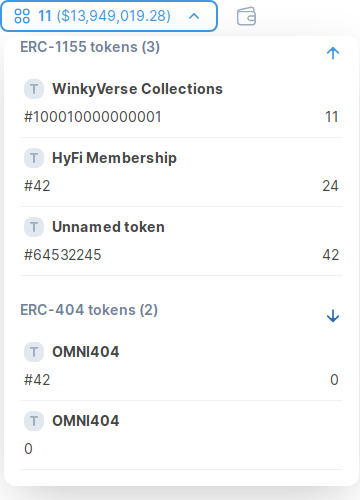 11 ($13,949,019.28)
ERC-1155 tokens (3)
T WinkyVerse Collections
#100010000000001 11
T HyFi Membership
#42 24
T Unnamed token
#64532245 42
ERC-404 tokens (2)
T OMNI404
#42 0
T OMNI404
0